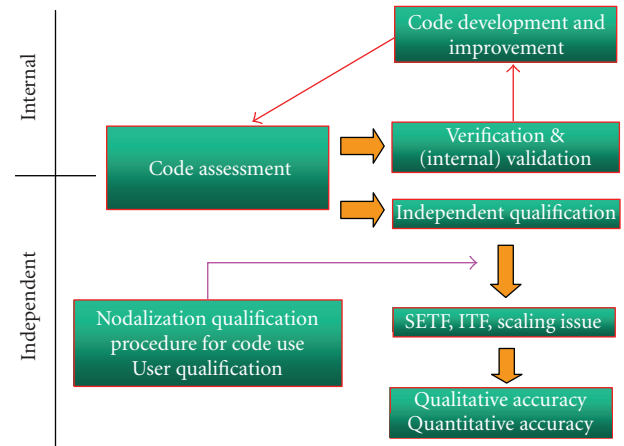 Code development and
improvement
Internal
Code assessment
Verification &
(internal) validation
Independent qualification
Independent
Nodalization qualification
procedure for code use
User qualification
SETF, ITF, scaling issue
Qualitative accuracy
Quantitative accuracy